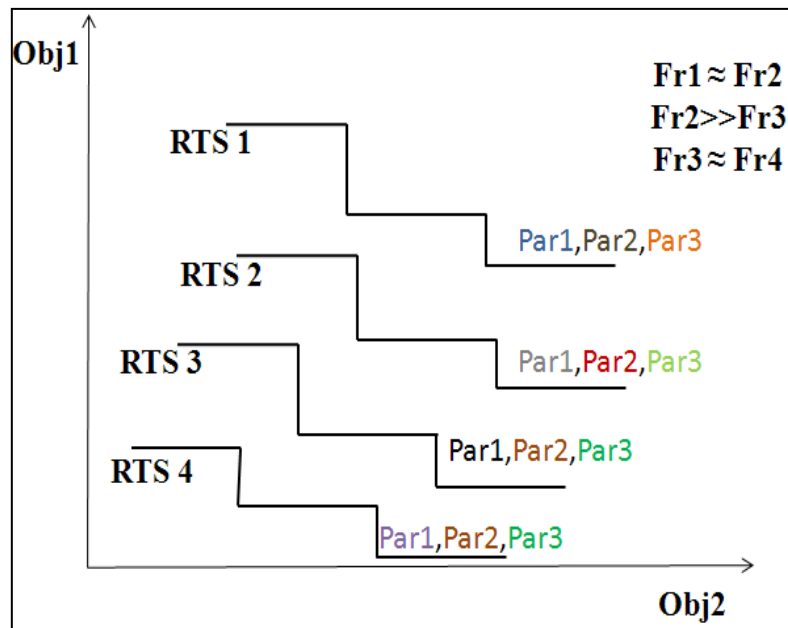 Obj1
Fr1 ≈ Fr2
Fr2>>Fr3
Fr3 ≈ Fr4
RTS 1
Par1,Par2,Par3
RTS 2
Par1,Par2,Par3
RTS 3
Par1,Par2,Par3
RTS 4
Par1,Par2,Par3
Obj2